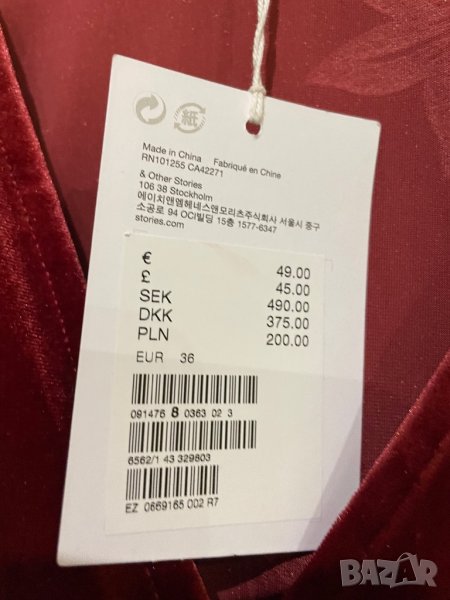 紙
Made in China Fabriqué en Chine
RN101255 CA42271
& Other Stories
106 38 Stockholm
에이치앤엠헤네스앤모리츠주식회사 서울시 중구
소공로 94 OCI빌딩 15층 1577-6347
stories.com
€ 49.00
£ 45.00
SEK 490.00
DKK 375.00
PLN 200.00
EUR 36
091476 8 0363 02 3
6562/1 43 329803
EZ 0669165 002 R7
BAZAR